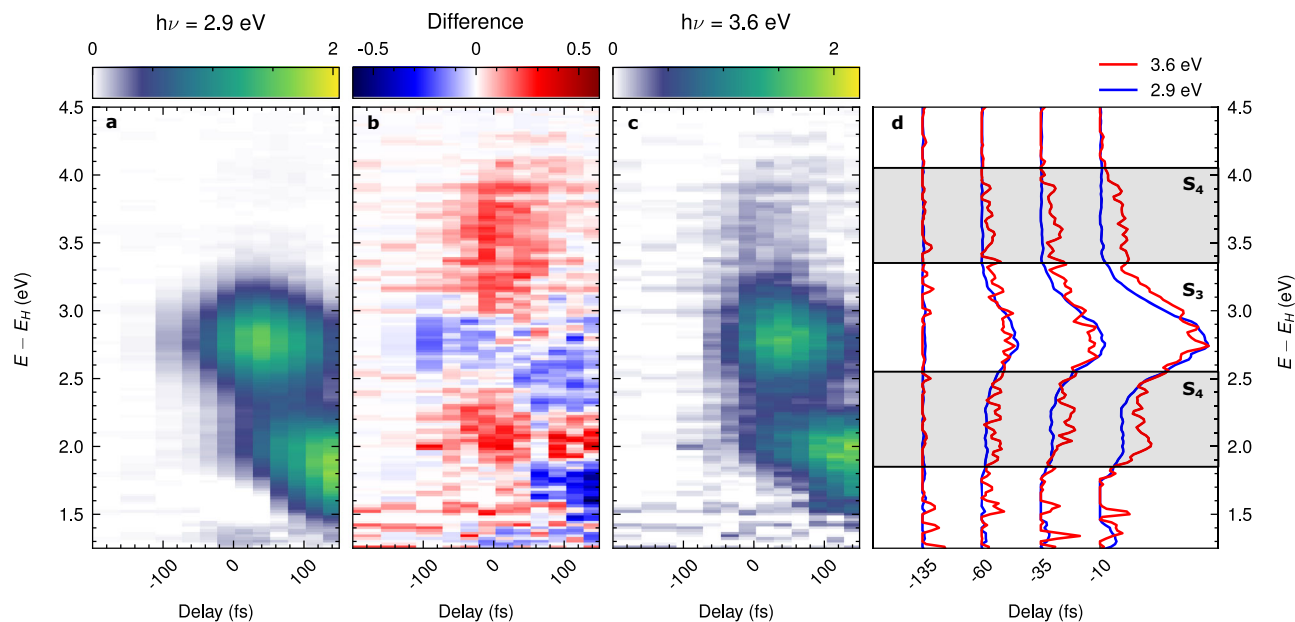 hν = 2.9 eV
Difference
hν = 3.6 eV
0 2
-0.5 0 0.5
0 2
3.6 eV
2.9 eV
a
b
c
d
4.5
4.0
3.5
3.0
2.5
2.0
1.5
E − E_H (eV)
-100 0 100
Delay (fs)
-100 0 100
Delay (fs)
-100 0 100
Delay (fs)
S₄
S₃
S₄
-135 -60 -35 -10
Delay (fs)
4.5
4.0
3.5
3.0
2.5
2.0
1.5
E − E_H (eV)